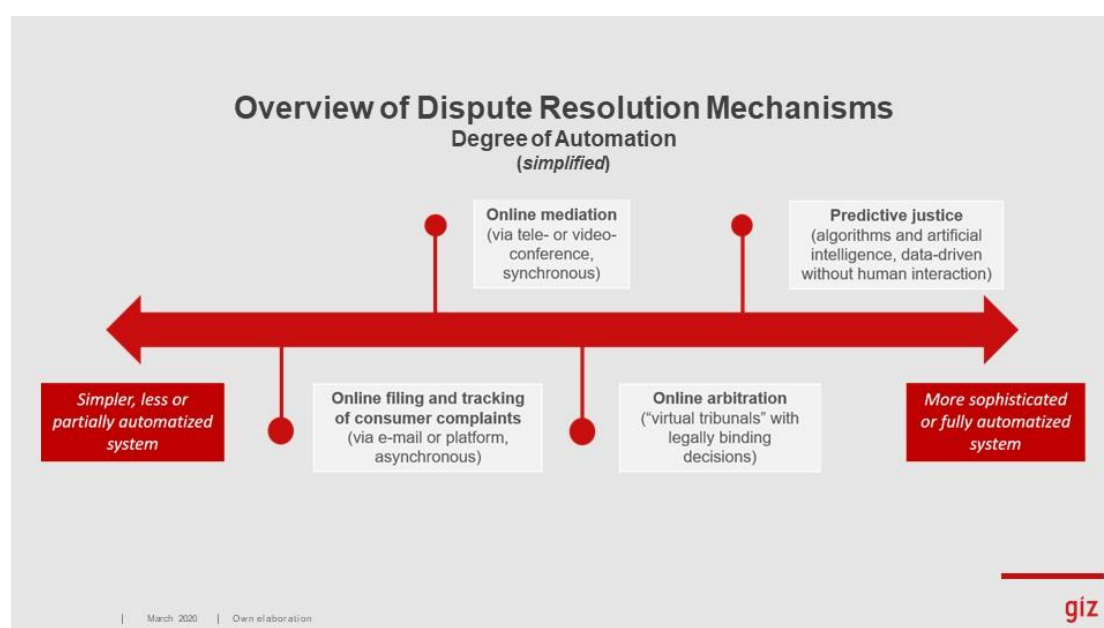 Overview of Dispute Resolution Mechanisms
Degree of Automation
(simplified)
Online mediation
(via tele- or video-
conference,
synchronous)
Predictive justice
(algorithms and artificial
intelligence, data-driven
without human interaction)
Simpler, less or
partially automatized
system
Online filing and tracking
of consumer complaints
(via e-mail or platform,
asynchronous)
Online arbitration
("virtual tribunals" with
legally binding
decisions)
More sophisticated
or fully automatized
system
| March 2020 | Own elaboration
giz